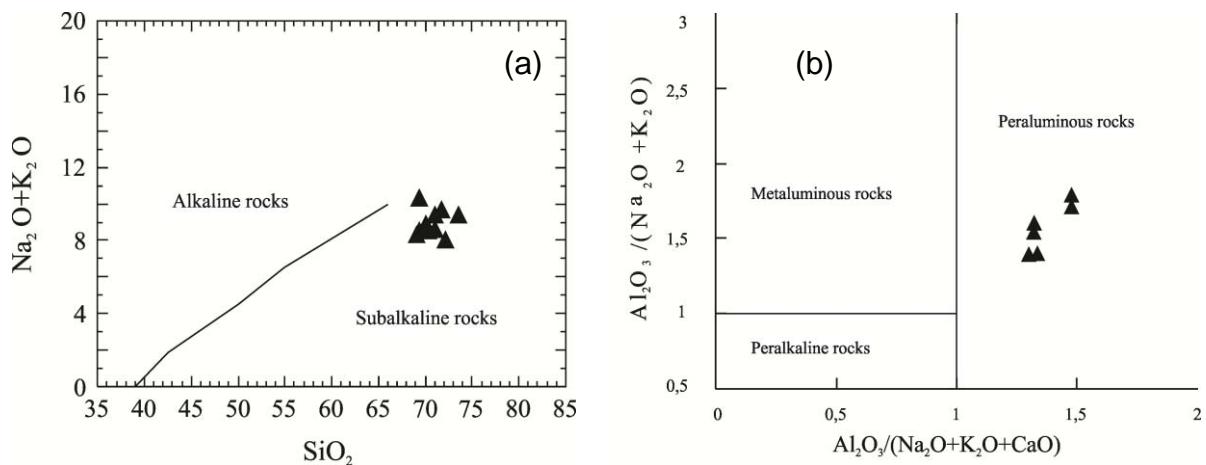 20
16
12
8
4
0
Na₂O+K₂O
(a)
Alkaline rocks
Subalkaline rocks
35 40 45 50 55 60 65 70 75 80 85
SiO₂
3
2,5
2
1,5
1
0,5
Al₂O₃/(Nᵃ₂O+K₂O)
(b)
Peraluminous rocks
Metaluminous rocks
Peralkaline rocks
0 0,5 1 1,5 2
Al₂O₃/(Na₂O+K₂O+CaO)